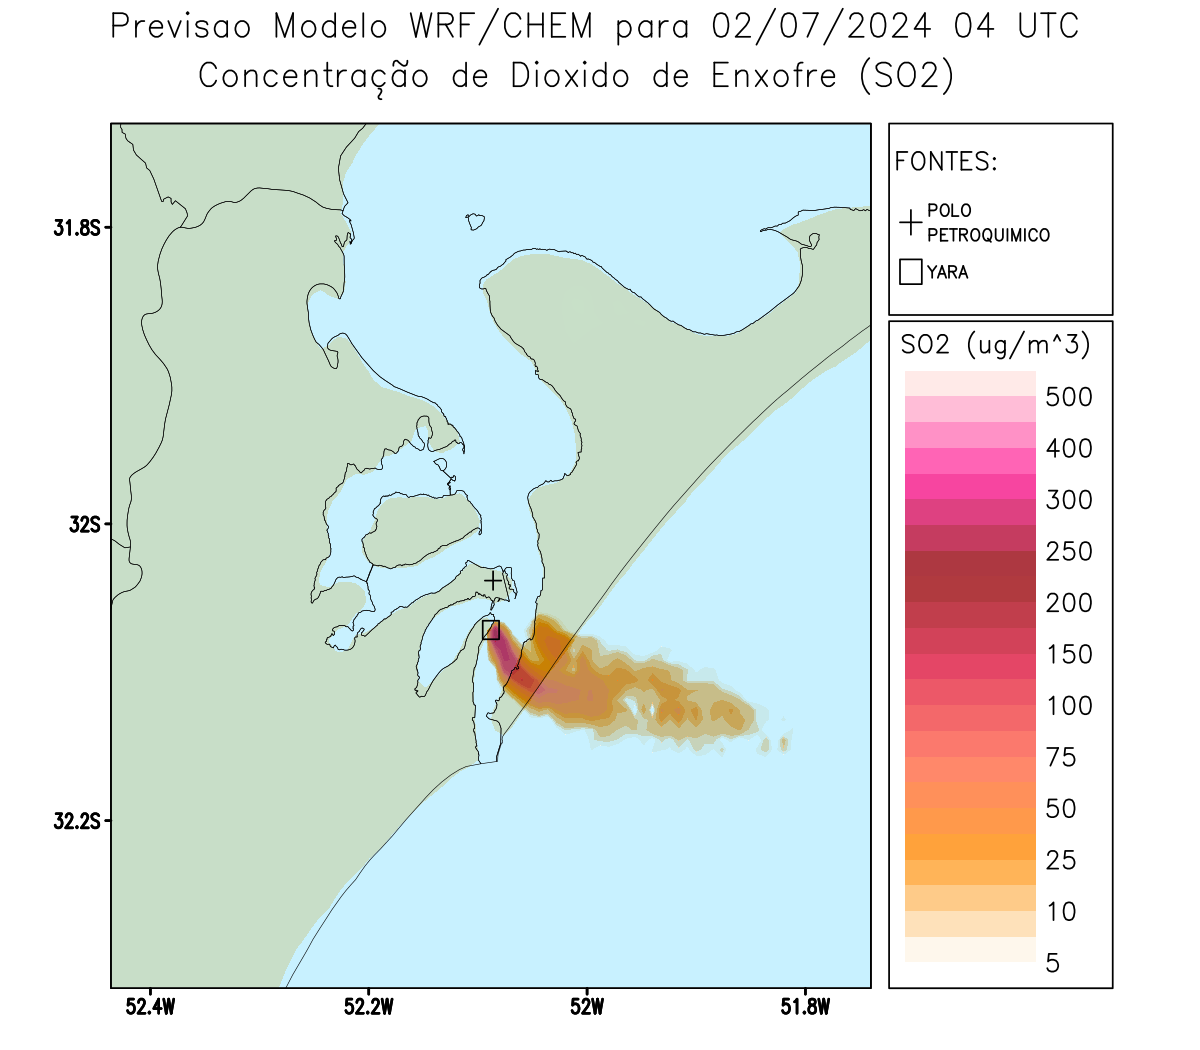 Previsao Modelo WRF/CHEM para 02/07/2024 04 UTC
Concentração de Dioxido de Enxofre (SO2)
FONTES:
POLO
PETROQUIMICO
YARA
SO2 (ug/m^3)
500
400
300
250
200
150
100
75
50
25
10
5
31.8S
32S
32.2S
52.4W
52.2W
52W
51.8W